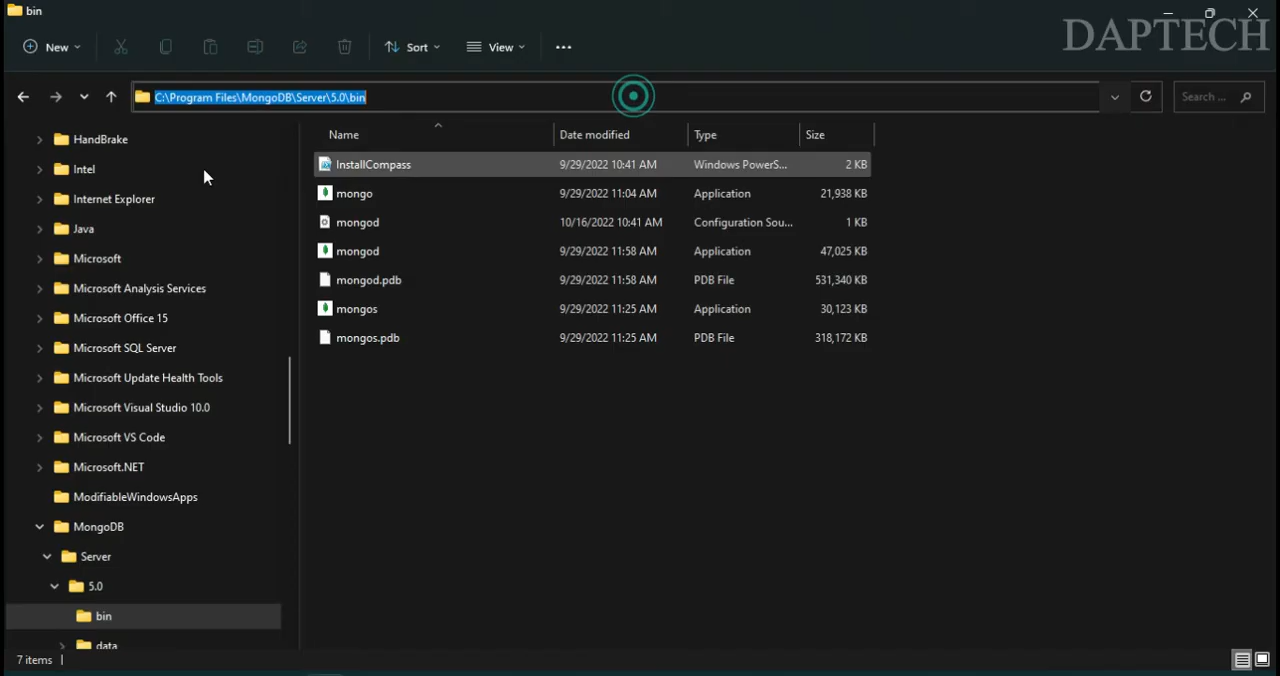 bin
New
Sort
View
DAPTECH
C:\Program Files\MongoDB\Server\5.0\bin
Search ...
Name Date modified Type Size
InstallCompass 9/29/2022 10:41 AM Windows PowerS... 2 KB
mongo 9/29/2022 11:04 AM Application 21,938 KB
mongod 10/16/2022 10:41 AM Configuration Sou... 1 KB
mongod 9/29/2022 11:58 AM Application 47,025 KB
mongod.pdb 9/29/2022 11:58 AM PDB File 531,340 KB
mongos 9/29/2022 11:25 AM Application 30,123 KB
mongos.pdb 9/29/2022 11:25 AM PDB File 318,172 KB
HandBrake
Intel
Internet Explorer
Java
Microsoft
Microsoft Analysis Services
Microsoft Office 15
Microsoft SQL Server
Microsoft Update Health Tools
Microsoft Visual Studio 10.0
Microsoft VS Code
Microsoft.NET
ModifiableWindowsApps
MongoDB
Server
5.0
bin
data
7 items